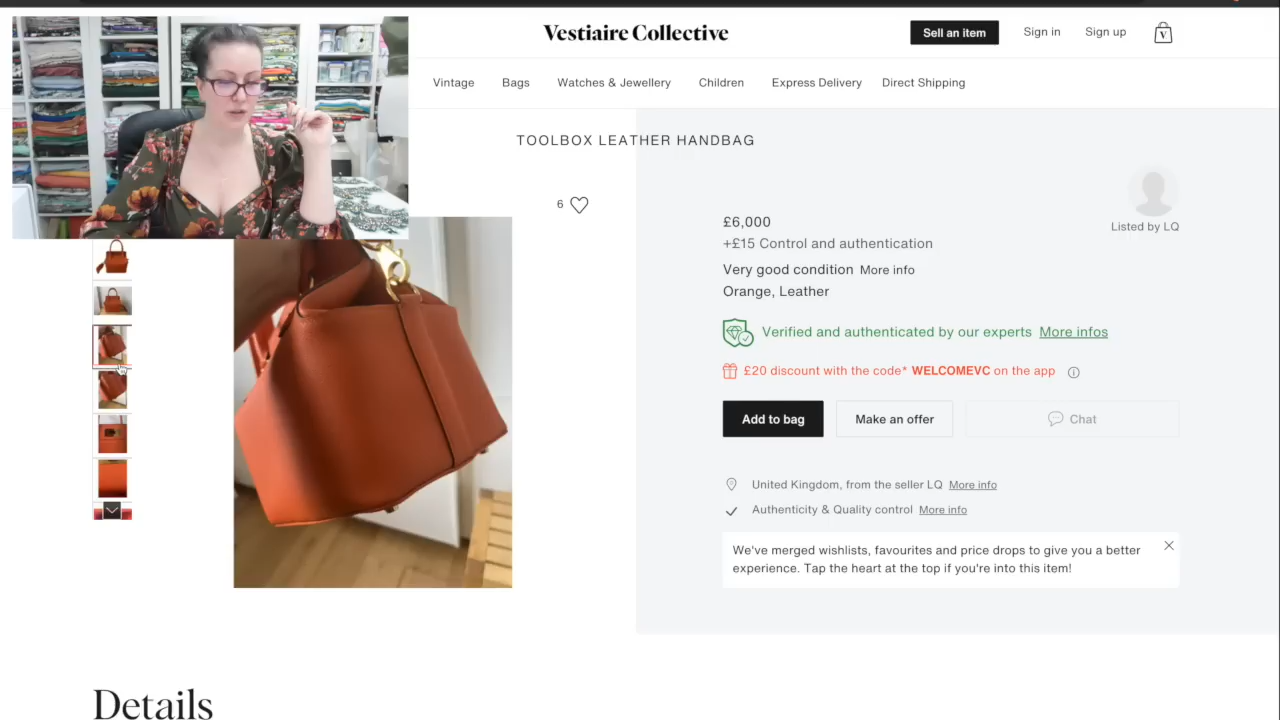 Vestiaire Collective
Sell an item
Sign in
Sign up
V
Vintage
Bags
Watches & Jewellery
Children
Express Delivery
Direct Shipping
TOOLBOX LEATHER HANDBAG
6
£6,000
Listed by LQ
+£15 Control and authentication
Very good condition More info
Orange, Leather
Verified and authenticated by our experts More infos
£20 discount with the code* WELCOMEVC on the app
Add to bag
Make an offer
Chat
United Kingdom, from the seller LQ More info
Authenticity & Quality control More info
We've merged wishlists, favourites and price drops to give you a better
experience. Tap the heart at the top if you're into this item!
Details